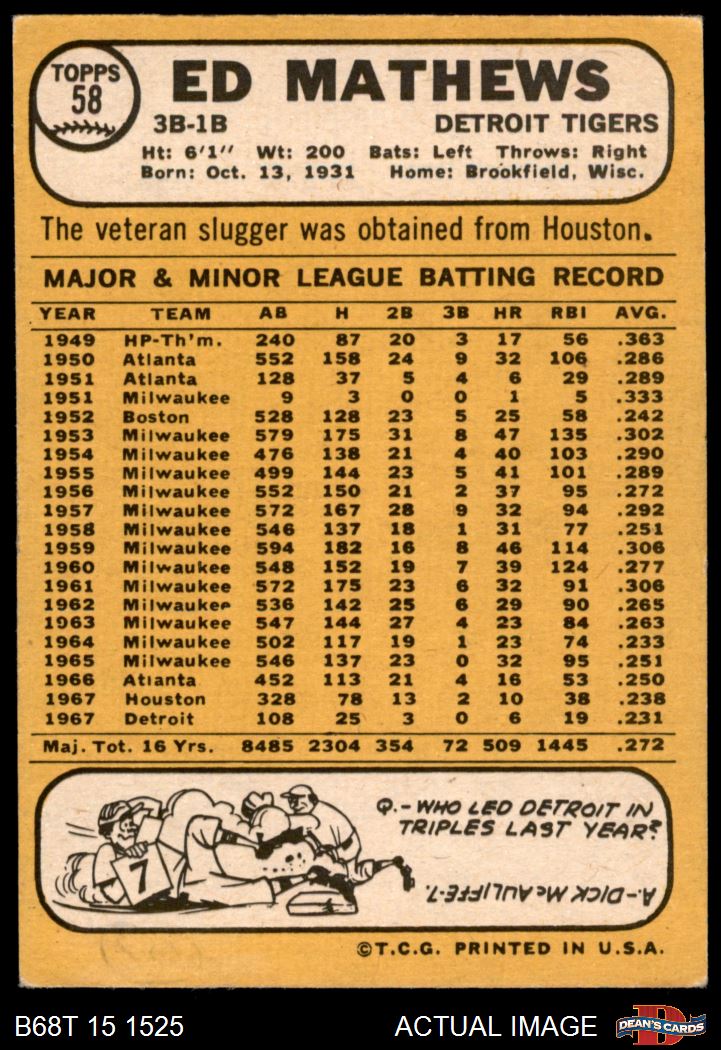 TOPPS
58
ED MATHEWS
3B-1B DETROIT TIGERS
Ht: 6'1" Wt: 200 Bats: Left Throws: Right
Born: Oct. 13, 1931 Home: Brookfield, Wisc.
The veteran slugger was obtained from Houston.
MAJOR & MINOR LEAGUE BATTING RECORD
YEAR TEAM AB H 2B 3B HR RBI AVG.
1949 HP-Th'm. 240 87 20 3 17 56 .363
1950 Atlanta 552 158 24 9 32 106 .286
1951 Atlanta 128 37 5 4 6 29 .289
1951 Milwaukee 9 3 0 0 1 5 .333
1952 Boston 528 128 23 5 25 58 .242
1953 Milwaukee 579 175 31 8 47 135 .302
1954 Milwaukee 476 138 21 4 40 103 .290
1955 Milwaukee 499 144 23 5 41 101 .289
1956 Milwaukee 552 150 21 2 37 95 .272
1957 Milwaukee 572 167 28 9 32 94 .292
1958 Milwaukee 546 137 18 1 31 77 .251
1959 Milwaukee 594 182 16 8 46 114 .306
1960 Milwaukee 548 152 19 7 39 124 .277
1961 Milwaukee 572 175 23 6 32 91 .306
1962 Milwaukee 536 142 25 6 29 90 .265
1963 Milwaukee 547 144 27 4 23 84 .263
1964 Milwaukee 502 117 19 1 23 74 .233
1965 Milwaukee 546 137 23 0 32 95 .251
1966 Atlanta 452 113 21 4 16 53 .250
1967 Houston 328 78 13 2 10 38 .238
1967 Detroit 108 25 3 0 6 19 .231
Maj. Tot. 16 Yrs. 8485 2304 354 72 509 1445 .272
Q.-WHO LED DETROIT IN
TRIPLES LAST YEAR?
7
A.-DICK McAULIFFE-7.
©T.C.G. PRINTED IN U.S.A.
B68T 15 1525 ACTUAL IMAGE D DEAN'S CARDS